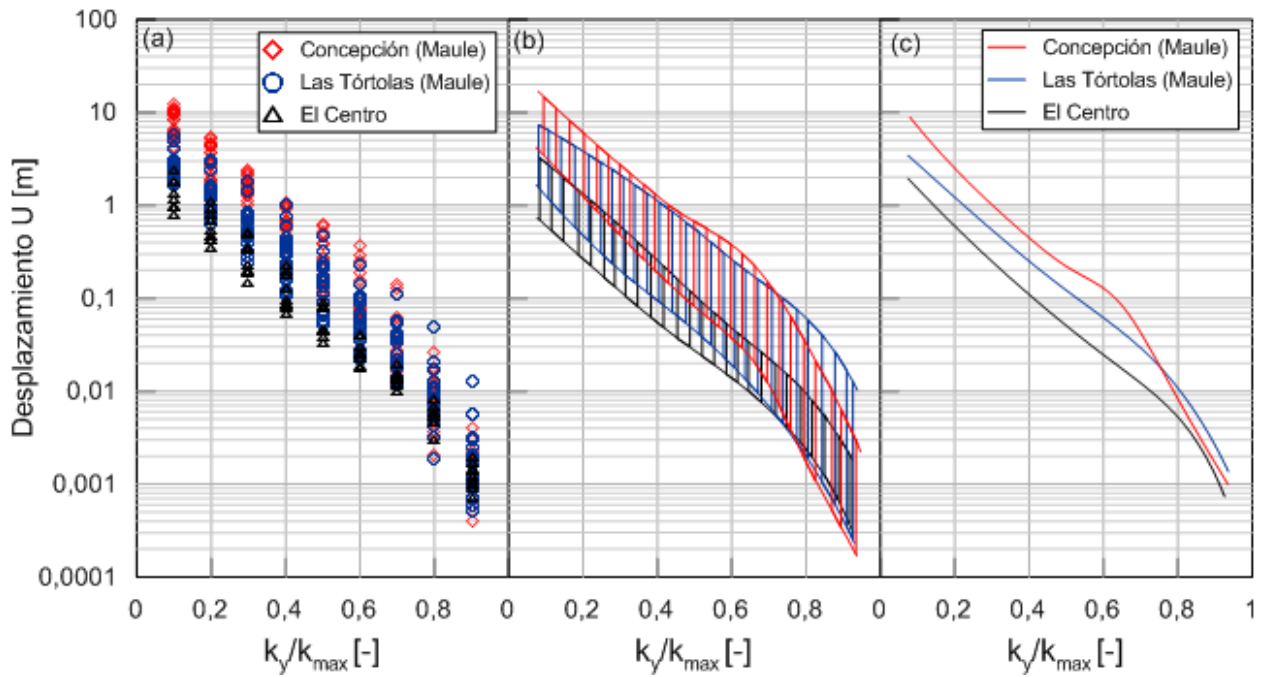 100
10
1
0,1
0,01
0,001
0,0001
Desplazamiento U [m]
(a)
Concepción (Maule)
Las Tórtolas (Maule)
El Centro
(b)
(c)
Concepción (Maule)
Las Tórtolas (Maule)
El Centro
0 0,2 0,4 0,6 0,8 0 0,2 0,4 0,6 0,8 0 0,2 0,4 0,6 0,8 1
ky/kmax [-] ky/kmax [-] ky/kmax [-]